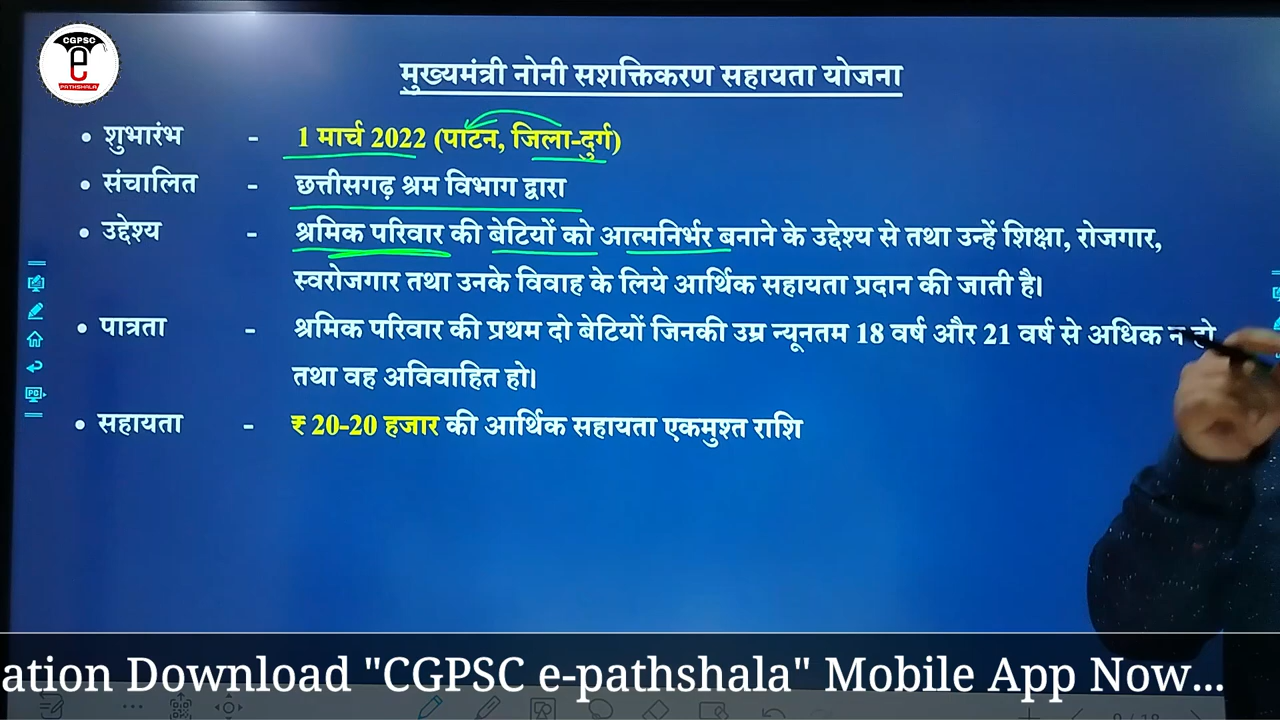 CGPSC
e
PATHSHALA
मुख्यमंत्री नोनी सशक्तिकरण सहायता योजना
• शुभारंभ - 1 मार्च 2022 (पाटन, जिला-दुर्ग)
• संचालित - छत्तीसगढ़ श्रम विभाग द्वारा
• उद्देश्य - श्रमिक परिवार की बेटियों को आत्मनिर्भर बनाने के उद्देश्य से तथा उन्हें शिक्षा, रोजगार,
स्वरोजगार तथा उनके विवाह के लिये आर्थिक सहायता प्रदान की जाती है।
• पात्रता - श्रमिक परिवार की प्रथम दो बेटियों जिनकी उम्र न्यूनतम 18 वर्ष और 21 वर्ष से अधिक न हो
तथा वह अविवाहित हो।
• सहायता - ₹ 20-20 हजार की आर्थिक सहायता एकमुश्त राशि
ation Download "CGPSC e-pathshala" Mobile App Now...